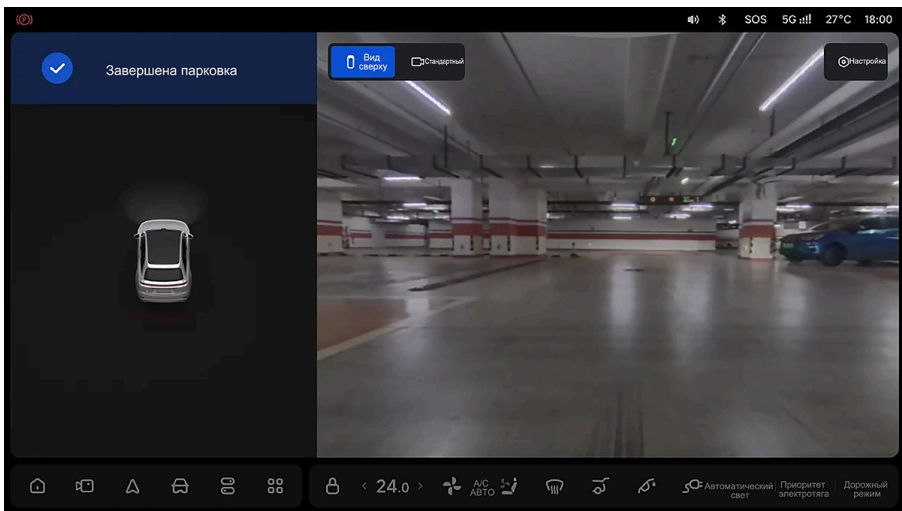 SOS 5G 27°C 18:00
Завершена парковка
Вид
сверху
Стандартный
Настройка
24.0
A/C
АВТО
Автоматический
свет
Приоритет
электротяга
Дорожный
режим